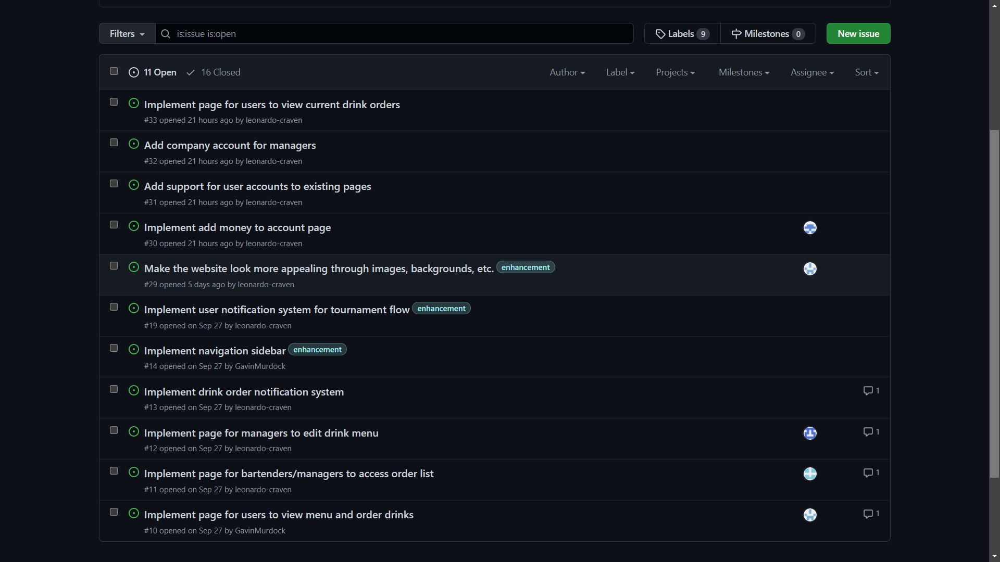 Filters is:issue is:open Labels 9 Milestones 0 New issue
11 Open 16 Closed Author Label Projects Milestones Assignee Sort
Implement page for users to view current drink orders
#33 opened 21 hours ago by leonardo-craven
Add company account for managers
#32 opened 21 hours ago by leonardo-craven
Add support for user accounts to existing pages
#31 opened 21 hours ago by leonardo-craven
Implement add money to account page
#30 opened 21 hours ago by leonardo-craven
Make the website look more appealing through images, backgrounds, etc. enhancement
#29 opened 5 days ago by leonardo-craven
Implement user notification system for tournament flow enhancement
#19 opened on Sep 27 by leonardo-craven
Implement navigation sidebar enhancement
#14 opened on Sep 27 by GavinMurdock
Implement drink order notification system 1
#13 opened on Sep 27 by leonardo-craven
Implement page for managers to edit drink menu 1
#12 opened on Sep 27 by leonardo-craven
Implement page for bartenders/managers to access order list 1
#11 opened on Sep 27 by leonardo-craven
Implement page for users to view menu and order drinks 1
#10 opened on Sep 27 by GavinMurdock